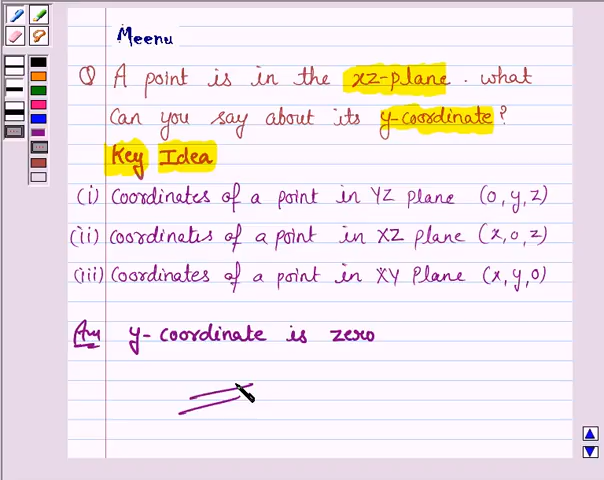 Meenu
Q A point is in the xz-plane. what
Can you say about its y-coordinate?
Key Idea
(i) Coordinates of a point in YZ plane (0, y, z)
(ii) Coordinates of a point in XZ plane (x, 0, z)
(iii) Coordinates of a point in XY Plane (x, y, 0)
Ans y-coordinate is zero